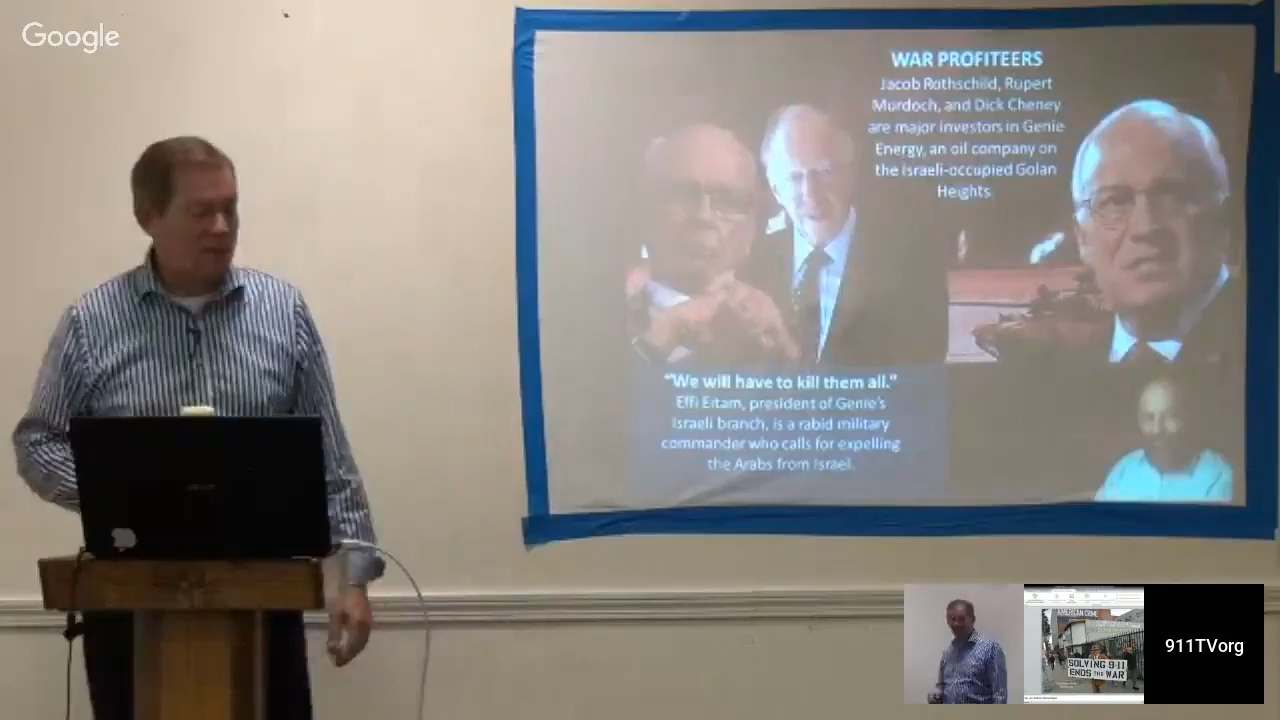 Google
WAR PROFITEERS
Jacob Rothschild, Rupert
Murdoch, and Dick Cheney
are major investors in Genie
Energy, an oil company on
the Israeli-occupied Golan
Heights
"We will have to kill them all."
Effi Eitam, president of Genie's
Israeli branch, is a rabid military
commander who calls for expelling
the Arabs from Israel.
AMERICAN CRIME
SOLVING 9-11
ENDS THE WAR
911TVorg